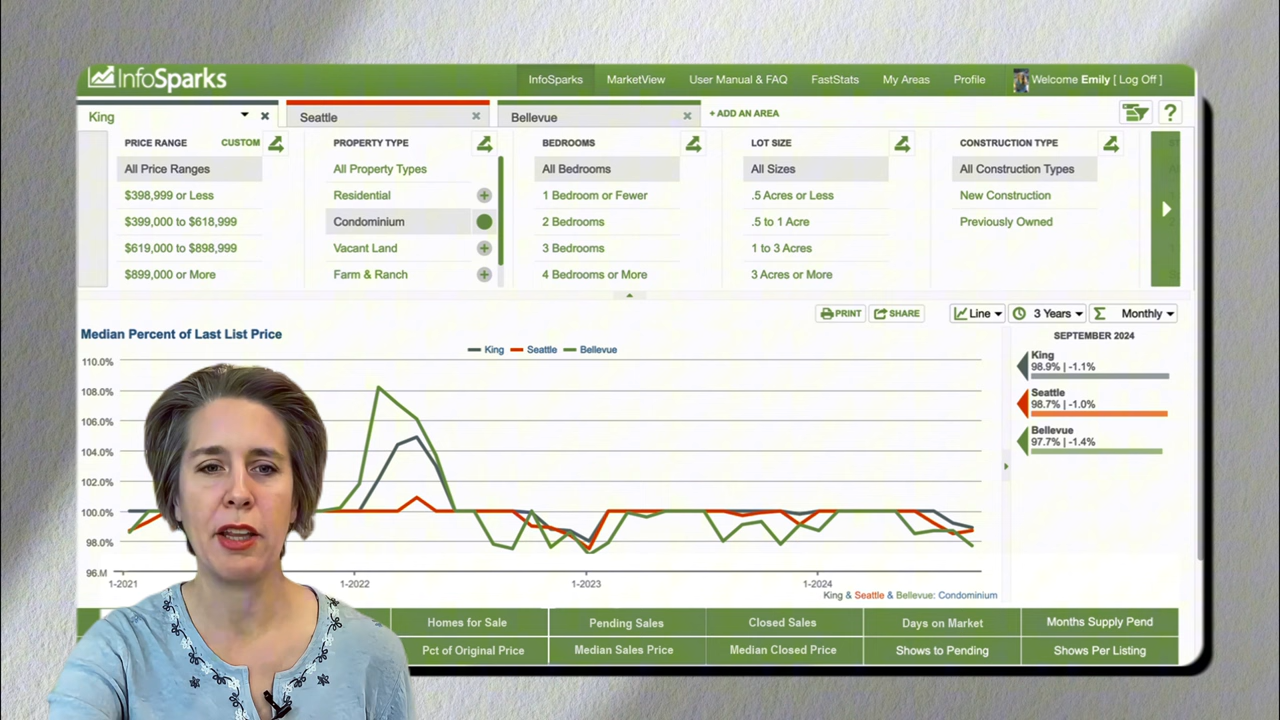 InfoSparks
InfoSparks MarketView User Manual & FAQ FastStats My Areas Profile Welcome Emily [ Log Off ]
King Seattle Bellevue + ADD AN AREA
PRICE RANGE CUSTOM PROPERTY TYPE BEDROOMS LOT SIZE CONSTRUCTION TYPE
All Price Ranges All Property Types All Bedrooms All Sizes All Construction Types
$398,999 or Less Residential 1 Bedroom or Fewer .5 Acres or Less New Construction
$399,000 to $618,999 Condominium 2 Bedrooms .5 to 1 Acre Previously Owned
$619,000 to $898,999 Vacant Land 3 Bedrooms 1 to 3 Acres
$899,000 or More Farm & Ranch 4 Bedrooms or More 3 Acres or More
PRINT SHARE Line 3 Years Monthly
Median Percent of Last List Price
SEPTEMBER 2024
King Seattle Bellevue
King
98.9% | -1.1%
Seattle
98.7% | -1.0%
Bellevue
97.7% | -1.4%
110.0%
108.0%
106.0%
104.0%
102.0%
100.0%
98.0%
96.
1-2021 1-2022 1-2023 1-2024
King & Seattle & Bellevue: Condominium
Homes for Sale Pending Sales Closed Sales Days on Market Months Supply Pend
Pct of Original Price Median Sales Price Median Closed Price Shows to Pending Shows Per Listing